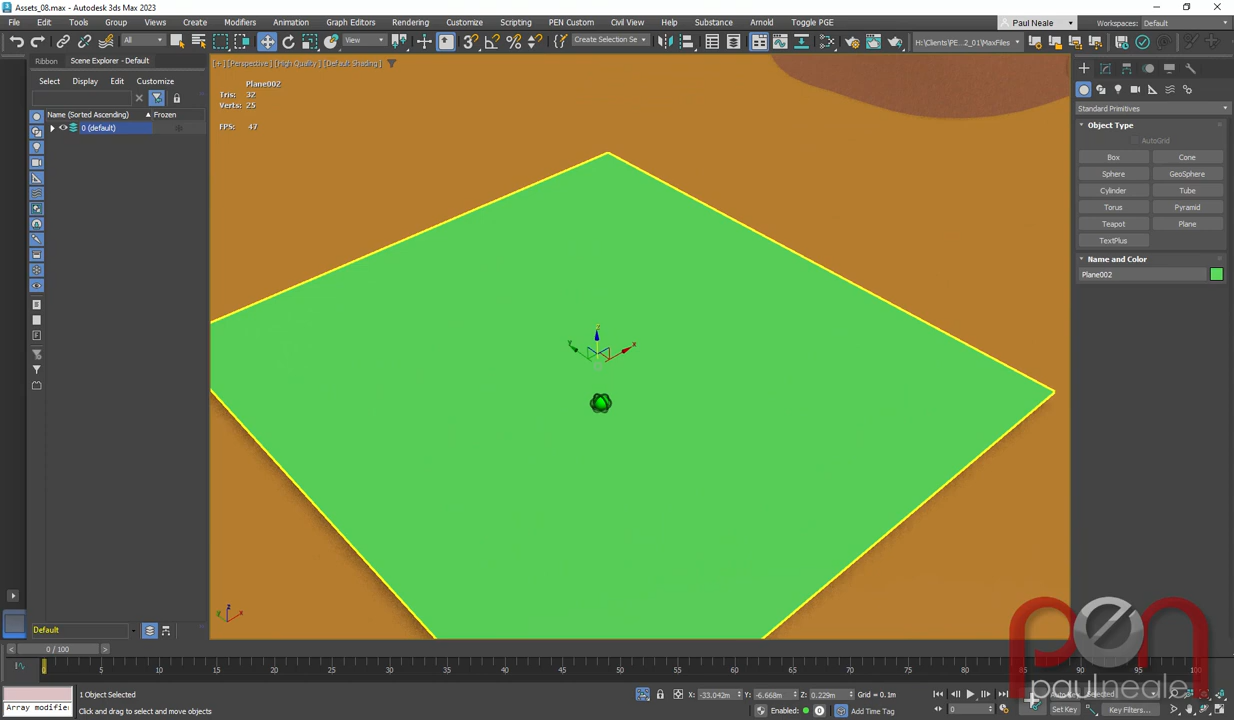 Assets_08.max - Autodesk 3ds Max 2023
File Edit Tools Group Views Create Modifiers Animation Graph Editors Rendering Customize Scripting PEN Custom Civil View Help Substance Arnold Toggle PGE Paul Neale Workspaces: Default
All View Create Selection Se H:\Clients\PE...2_01\MaxFiles
Ribbon Scene Explorer - Default
[+] [Perspective] [High Quality] [Default Shading]
Select Display Edit Customize
Name (Sorted Ascending) Frozen
0 (default)
Plane002
Tris: 32
Verts: 25
FPS: 47
Standard Primitives
Object Type
AutoGrid
Box Cone
Sphere GeoSphere
Cylinder Tube
Torus Pyramid
Teapot Plane
TextPlus
Name and Color
Plane002
z
y x
z
y x
Default
0 / 100
0 5 10 15 20 25 30 35 40 45 50 55 60 65 70 75 80 85 90 95 100
pen
paulneale
Array modifie
1 Object Selected
Click and drag to select and move objects
X: -33.042m Y: -6.668m Z: 0.229m Grid = 0.1m
Enabled: 0 Add Time Tag
0
Selected
Set Key Key Filters...